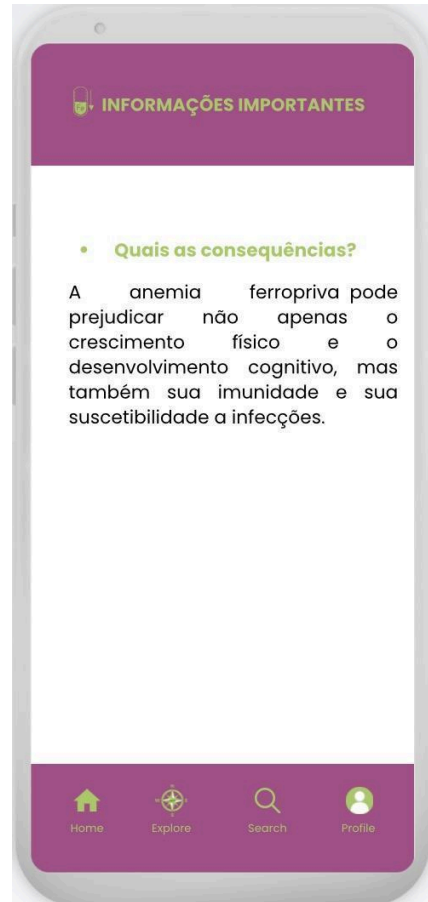 INFORMAÇÕES IMPORTANTES
• Quais as consequências?
A anemia ferropriva pode
prejudicar não apenas o
crescimento físico e o
desenvolvimento cognitivo, mas
também sua imunidade e sua
suscetibilidade a infecções.
Home Explore Search Profile